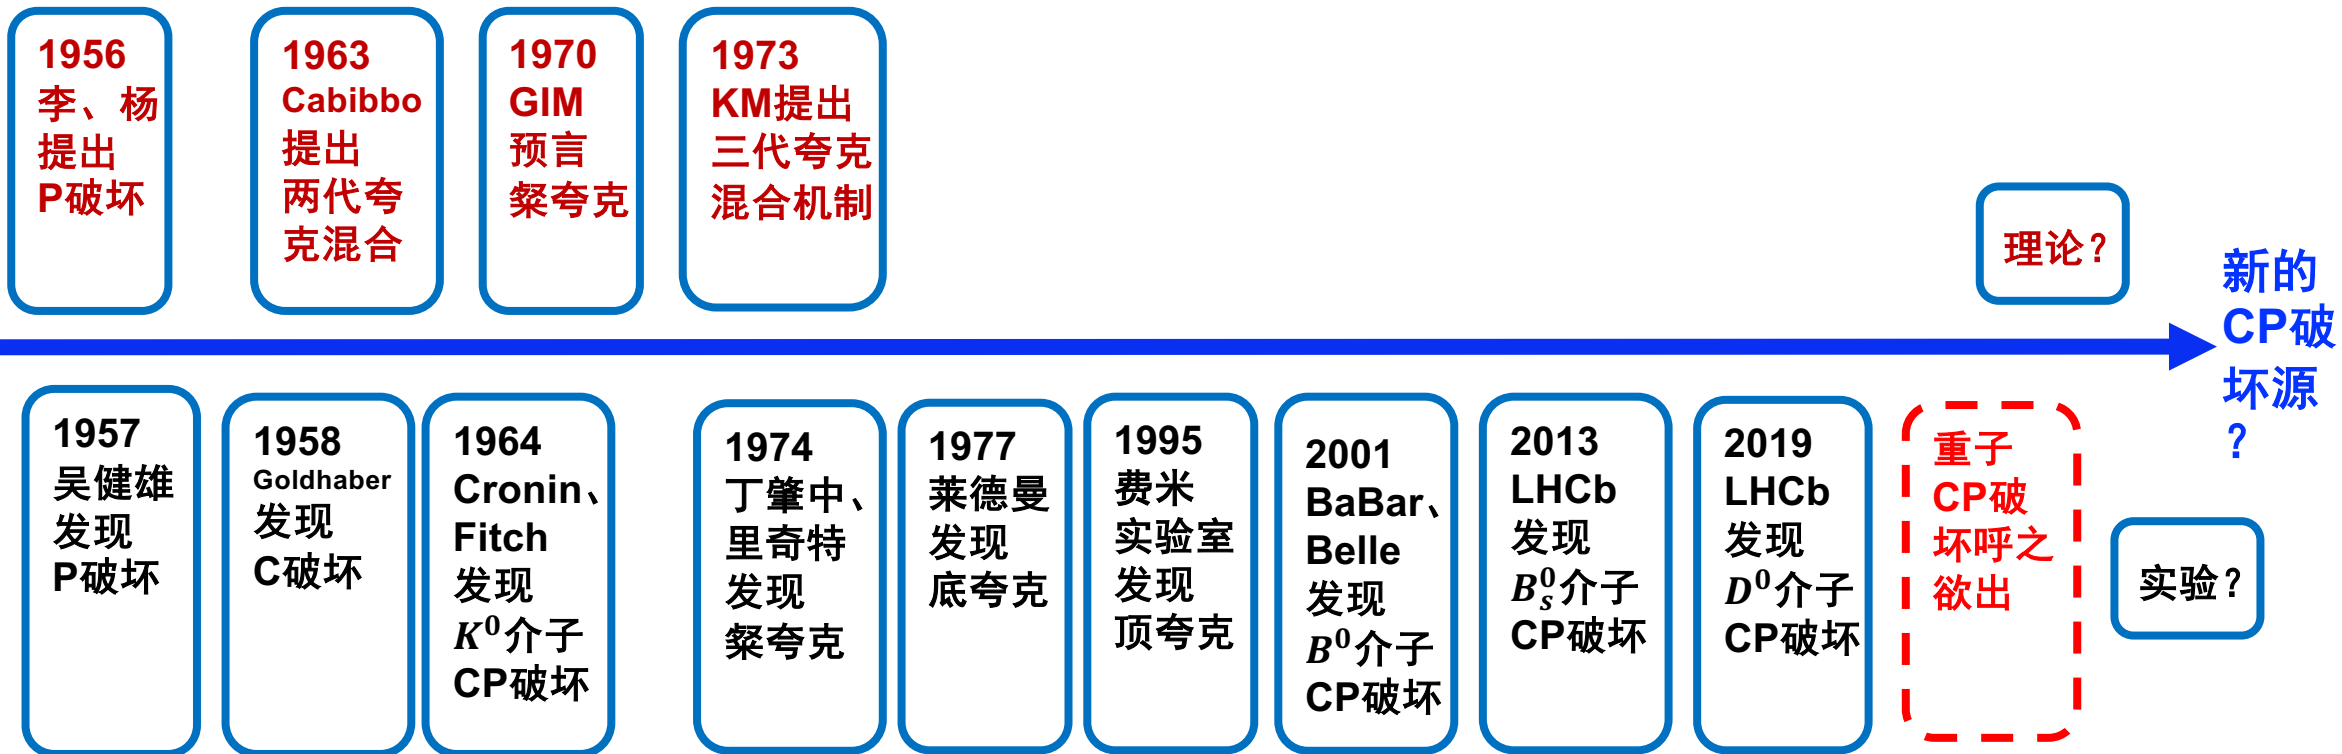 1956
李、杨
提出
P破坏
1963
Cabibbo
提出
两代夸
克混合
1970
GIM
预言
粲夸克
1973
KM提出
三代夸克
混合机制
理论？
新的
CP破
坏源
？
1957
吴健雄
发现
P破坏
1958
Goldhaber
发现
C破坏
1964
Cronin、
Fitch
发现
K⁰介子
CP破坏
1974
丁肇中、
里奇特
发现
粲夸克
1977
莱德曼
发现
底夸克
1995
费米
实验室
发现
顶夸克
2001
BaBar、
Belle
发现
B⁰介子
CP破坏
2013
LHCb
发现
Bₛ⁰介子
CP破坏
2019
LHCb
发现
D⁰介子
CP破坏
重子
CP破
坏呼之
欲出
实验？